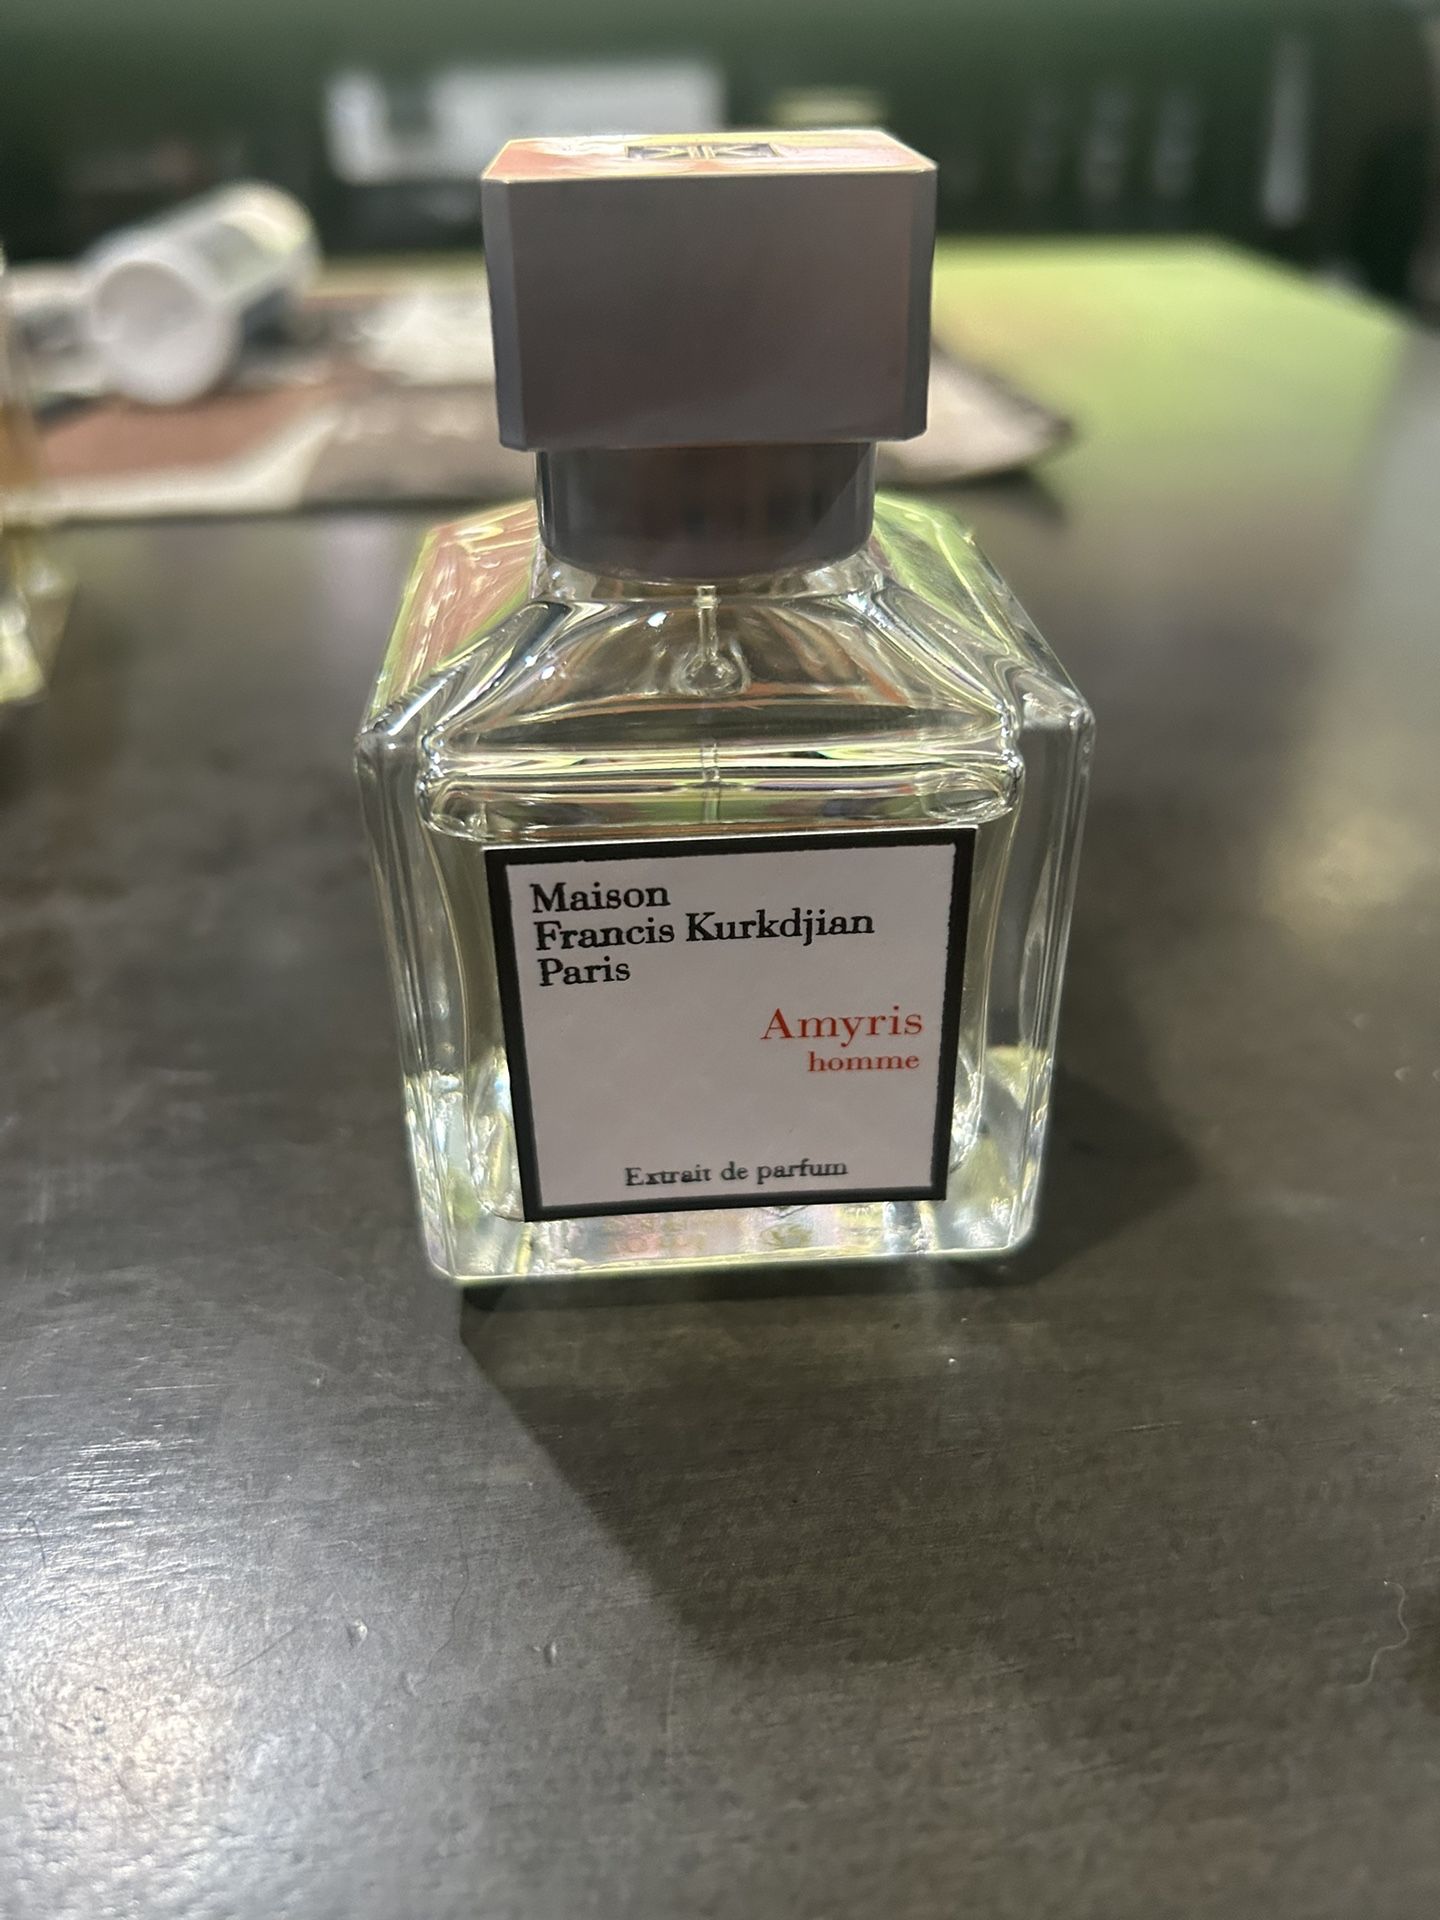 Maison
Francis Kurkdjian
Paris
Amyris
homme
Extrait de parfum